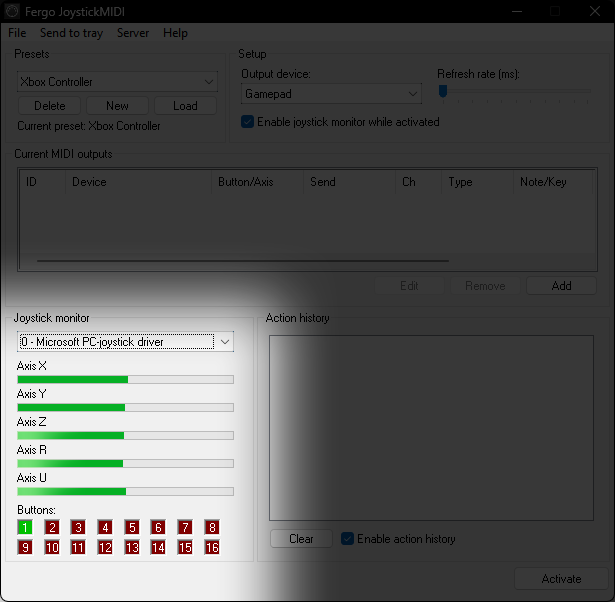 Fergo JoystickMIDI
File Send to tray Server Help
Presets
Xbox Controller
Delete New Load
Current preset: Xbox Controller
Setup
Output device:
Gamepad
Refresh rate (ms):
Enable joystick monitor while activated
Current MIDI outputs
ID Device Button/Axis Send Ch Type Note/Key
Edit Remove Add
Joystick monitor
0 - Microsoft PC-joystick driver
Axis X
Axis Y
Axis Z
Axis R
Axis U
Buttons:
1 2 3 4 5 6 7 8
9 10 11 12 13 14 15 16
Action history
Clear Enable action history
Activate